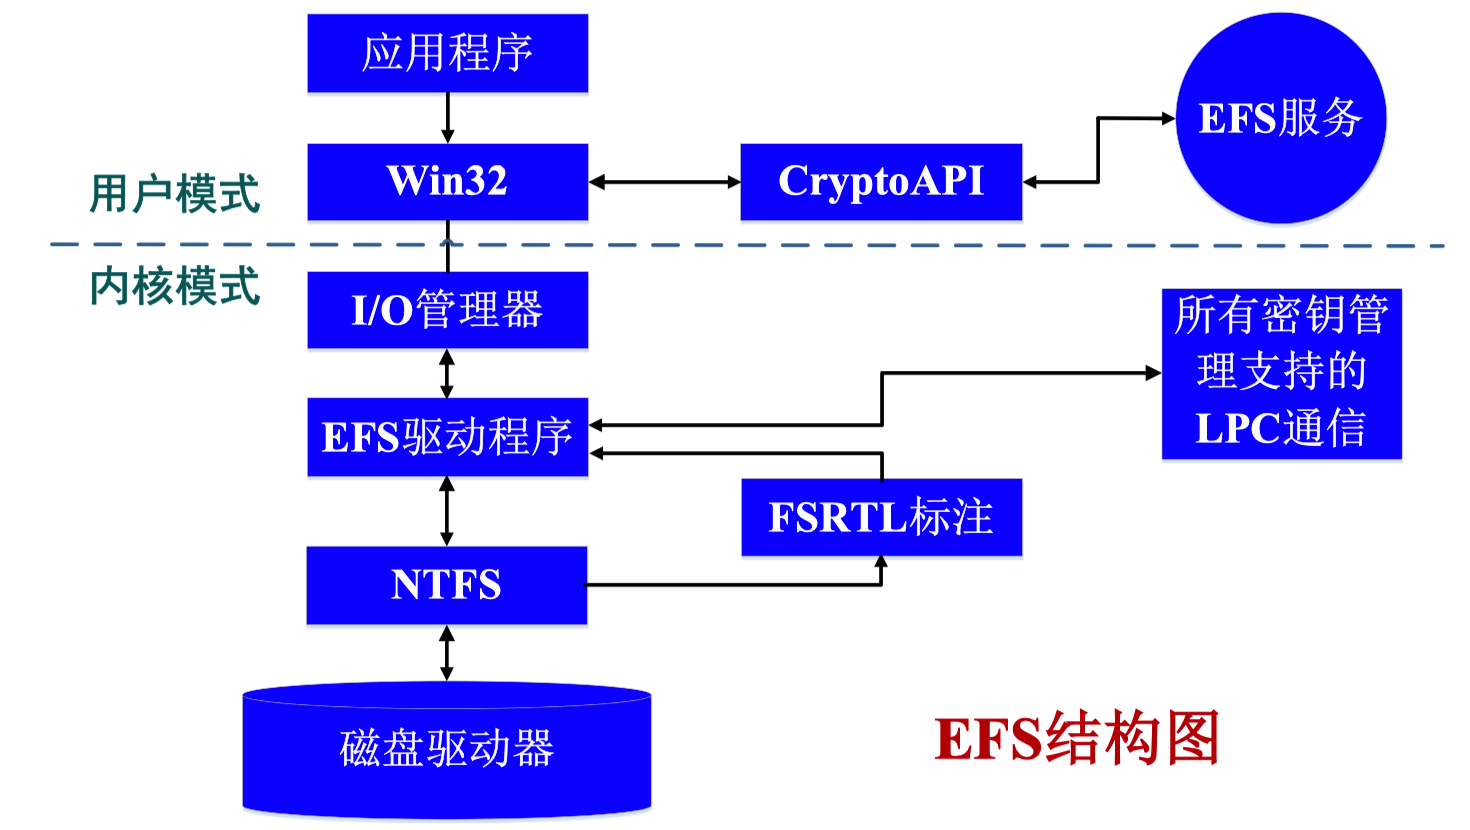 应用程序
EFS服务
Win32
CryptoAPI
用户模式
内核模式
I/O管理器
所有密钥管
理支持的
LPC通信
EFS驱动程序
FSRTL标注
NTFS
磁盘驱动器
EFS结构图